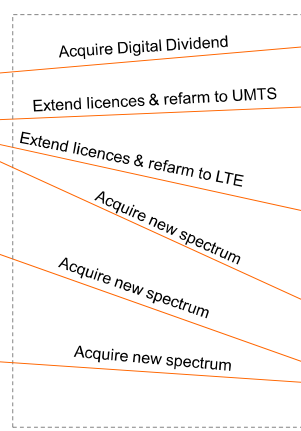 Acquire Digital Dividend
Extend licences & refarm to UMTS
Extend licences & refarm to LTE
Acquire new spectrum
Acquire new spectrum
Acquire new spectrum